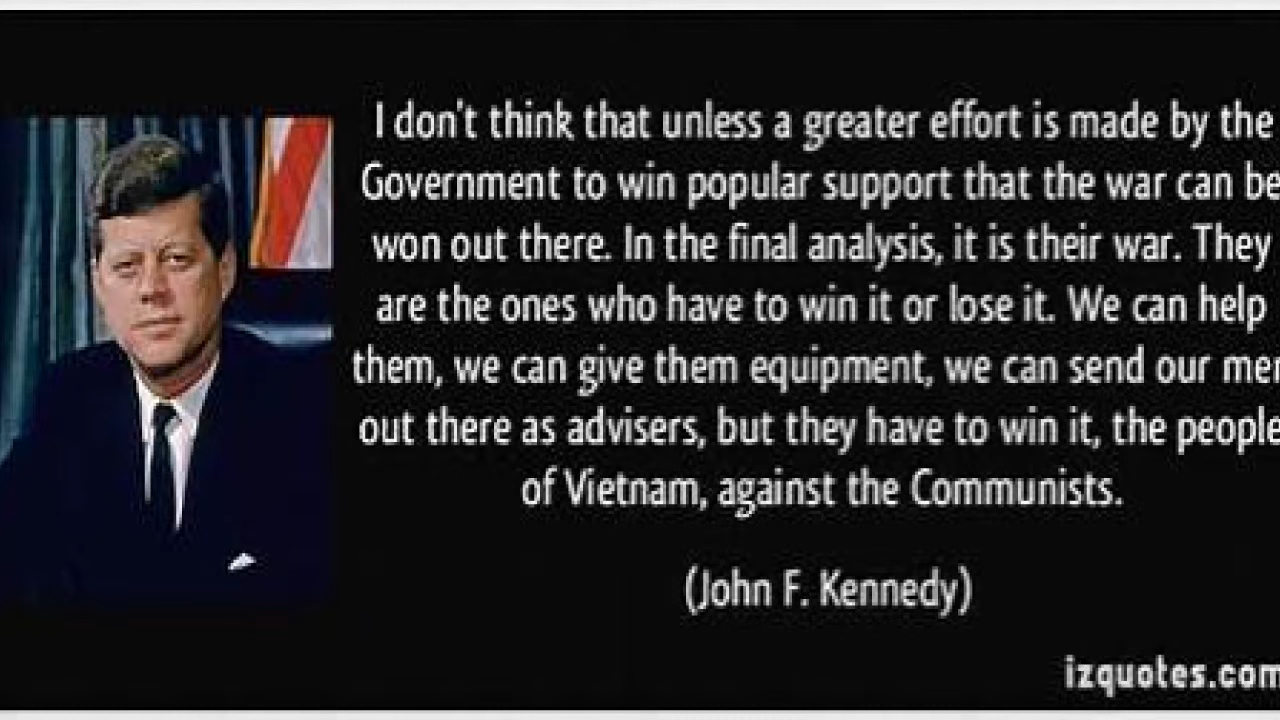 I don't think that unless a greater effort is made by the
Government to win popular support that the war can be
won out there. In the final analysis, it is their war. They
are the ones who have to win it or lose it. We can help
them, we can give them equipment, we can send our men
out there as advisers, but they have to win it, the people
of Vietnam, against the Communists.
(John F. Kennedy)
izquotes.com